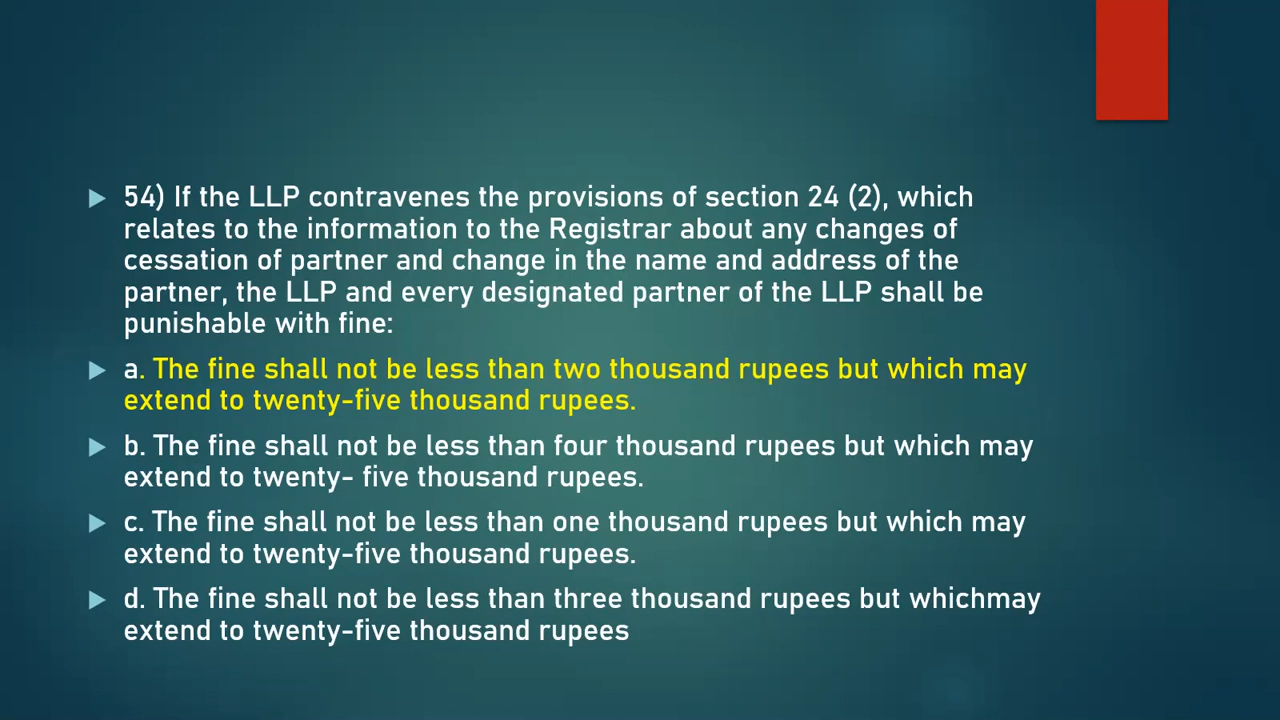 54) If the LLP contravenes the provisions of section 24 (2), which
relates to the information to the Registrar about any changes of
cessation of partner and change in the name and address of the
partner, the LLP and every designated partner of the LLP shall be
punishable with fine:
a. The fine shall not be less than two thousand rupees but which may
extend to twenty-five thousand rupees.
b. The fine shall not be less than four thousand rupees but which may
extend to twenty- five thousand rupees.
c. The fine shall not be less than one thousand rupees but which may
extend to twenty-five thousand rupees.
d. The fine shall not be less than three thousand rupees but whichmay
extend to twenty-five thousand rupees